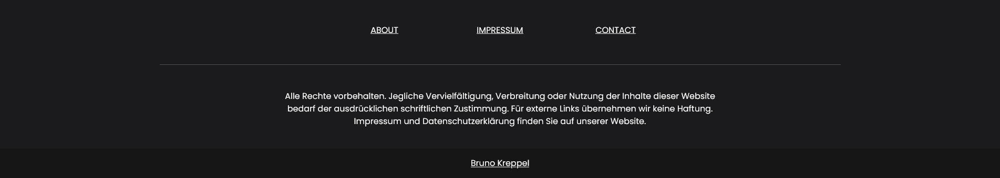 ABOUT IMPRESSUM CONTACT
Alle Rechte vorbehalten. Jegliche Vervielfältigung, Verbreitung oder Nutzung der Inhalte dieser Website
bedarf der ausdrücklichen schriftlichen Zustimmung. Für externe Links übernehmen wir keine Haftung.
Impressum und Datenschutzerklärung finden Sie auf unserer Website.
Bruno Kreppel